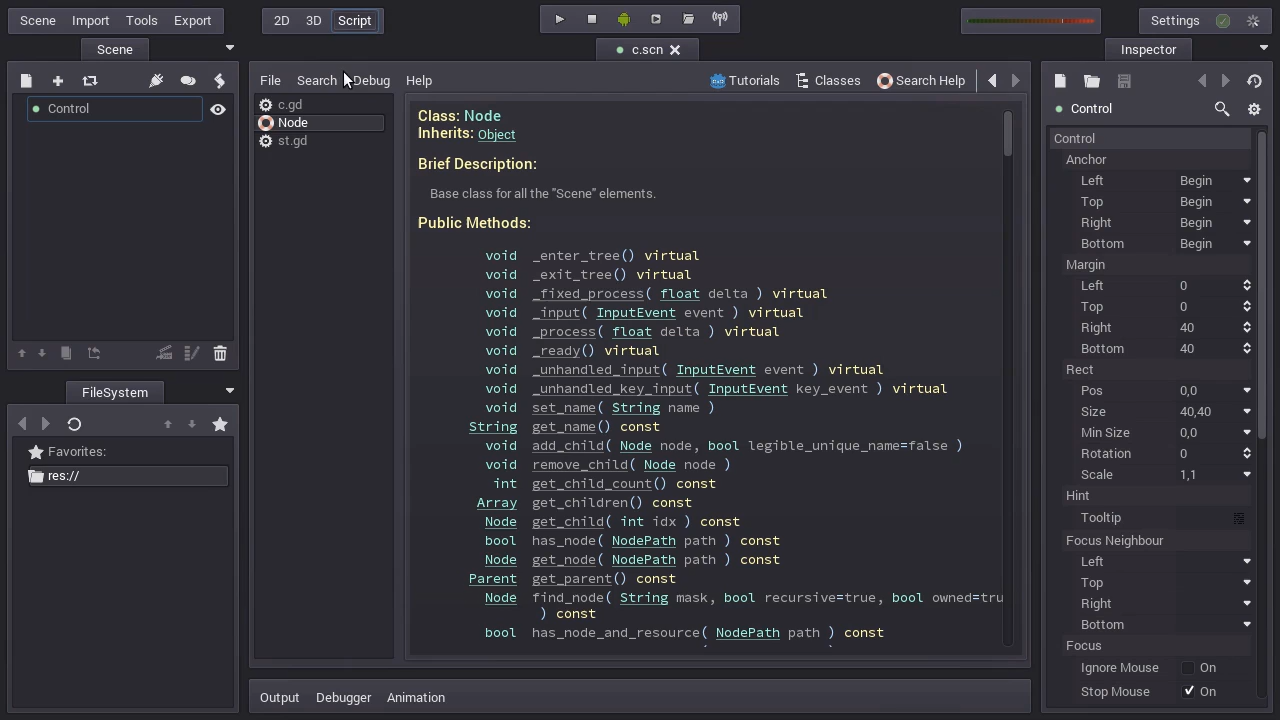 Scene Import Tools Export 2D 3D Script Settings
Scene c.scn Inspector
File Search Debug Help Tutorials Classes Search Help
Control
c.gd
Node
st.gd
FileSystem
Favorites:
res://
Class: Node
Inherits: Object
Brief Description:
Base class for all the "Scene" elements.
Public Methods:
void _enter_tree() virtual
void _exit_tree() virtual
void _fixed_process( float delta ) virtual
void _input( InputEvent event ) virtual
void _process( float delta ) virtual
void _ready() virtual
void _unhandled_input( InputEvent event ) virtual
void _unhandled_key_input( InputEvent key_event ) virtual
void set_name( String name )
String get_name() const
void add_child( Node node, bool legible_unique_name=false )
void remove_child( Node node )
int get_child_count() const
Array get_children() const
Node get_child( int idx ) const
bool has_node( NodePath path ) const
Node get_node( NodePath path ) const
Parent get_parent() const
Node find_node( String mask, bool recursive=true, bool owned=tru
) const
bool has_node_and_resource( NodePath path ) const
Output Debugger Animation
Control
Control
Anchor
Left Begin
Top Begin
Right Begin
Bottom Begin
Margin
Left 0
Top 0
Right 40
Bottom 40
Rect
Pos 0,0
Size 40,40
Min Size 0,0
Rotation 0
Scale 1,1
Hint
Tooltip
Focus Neighbour
Left
Top
Right
Bottom
Focus
Ignore Mouse On
Stop Mouse On